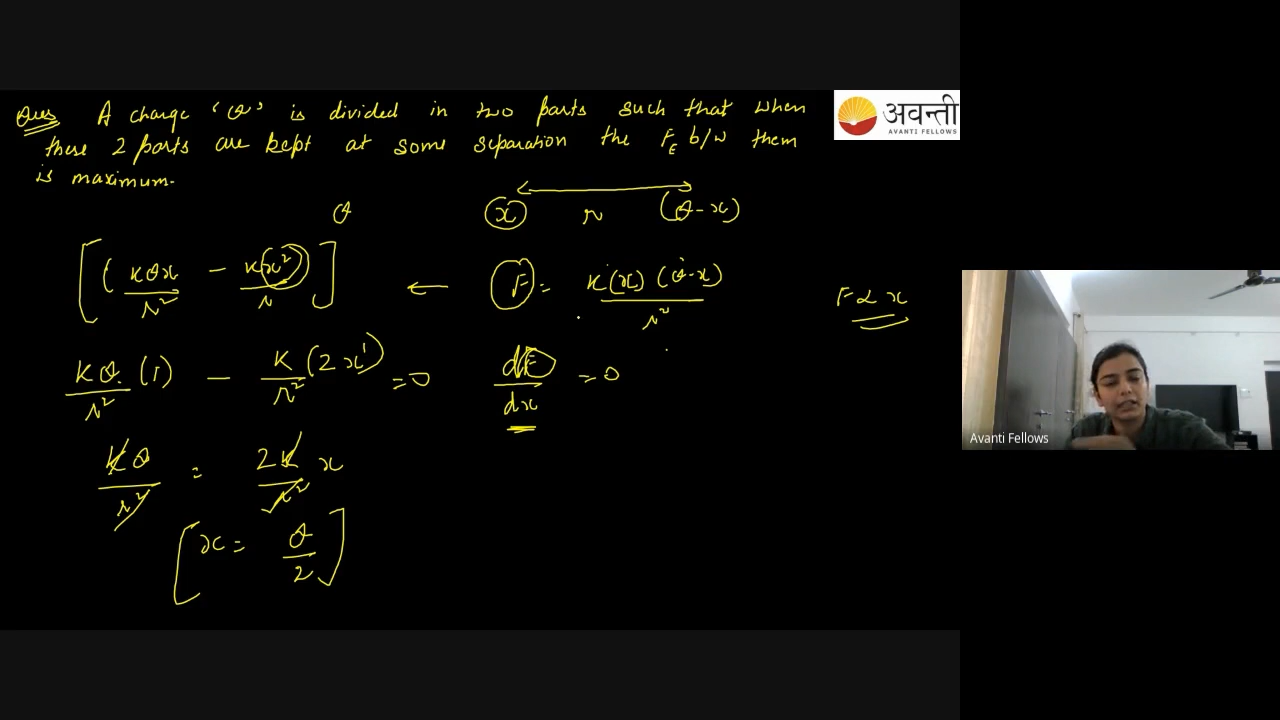 Ques A charge 'Q' is divided in two parts such that when
these 2 parts are kept at some separation the F_E b/w them
is maximum.
Q
x r (Q-x)
[(KQx/r² - K(x²)/r)] ← F = K(x)(Q-x)/r²
F α x
KQ/r² (1) - K/r² (2x¹) = 0
dF/dx = 0
KQ/r² = 2K/r² x
[x = Q/2]
अवन्ती
AVANTI FELLOWS
Avanti Fellows